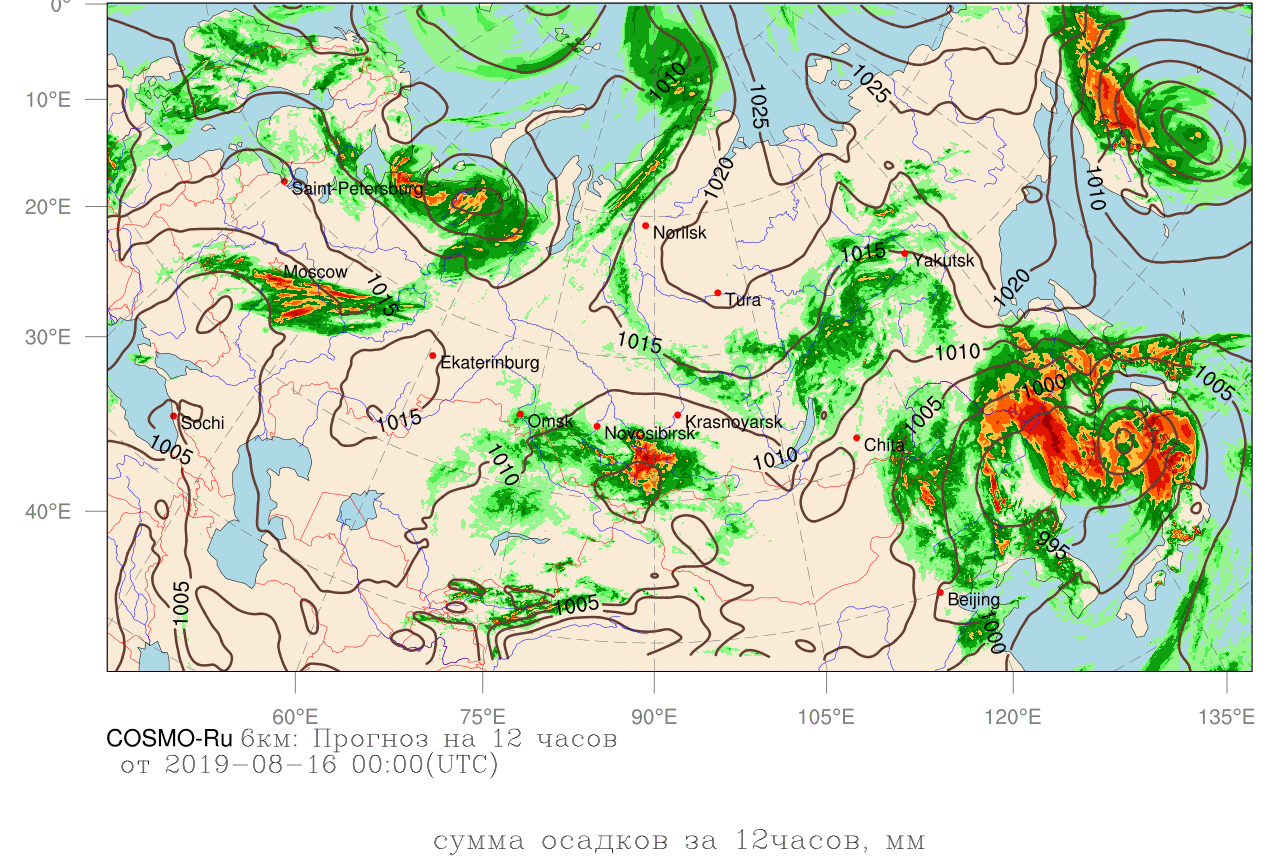 0°
10°E
20°E
30°E
40°E
1010
1025
1025
1020
1010
Saint-Petersburg
Norilsk
1015
Yakutsk
Moscow
1015
Tura
1020
1015
1010
Ekaterinburg
1000
1005
1015
Sochi
Omsk
Krasnoyarsk
1005
Novosibirsk
1005
Chita
1010
1010
995
1005
1005
Beijing
1000
60°E
75°E
90°E
105°E
120°E
135°E
COSMO-Ru 6км: Прогноз на 12 часов
от 2019-08-16 00:00(UTC)
сумма осадков за 12часов, мм